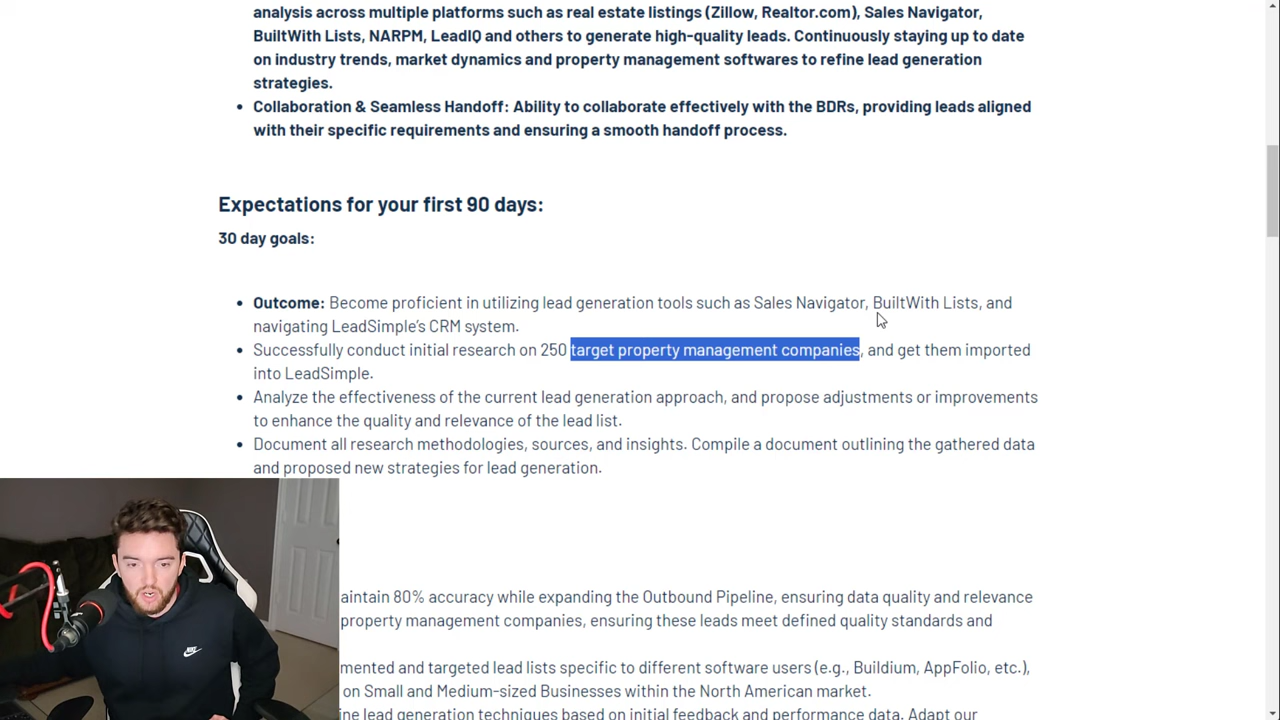 analysis across multiple platforms such as real estate listings (Zillow, Realtor.com), Sales Navigator,
BuiltWith Lists, NARPM, LeadIQ and others to generate high-quality leads. Continuously staying up to date
on industry trends, market dynamics and property management softwares to refine lead generation
strategies.
• Collaboration & Seamless Handoff: Ability to collaborate effectively with the BDRs, providing leads aligned
with their specific requirements and ensuring a smooth handoff process.
Expectations for your first 90 days:
30 day goals:
• Outcome: Become proficient in utilizing lead generation tools such as Sales Navigator, BuiltWith Lists, and
navigating LeadSimple's CRM system.
• Successfully conduct initial research on 250 target property management companies, and get them imported
into LeadSimple.
• Analyze the effectiveness of the current lead generation approach, and propose adjustments or improvements
to enhance the quality and relevance of the lead list.
• Document all research methodologies, sources, and insights. Compile a document outlining the gathered data
and proposed new strategies for lead generation.
80% accuracy while expanding the Outbound Pipeline, ensuring data quality and relevance
property management companies, ensuring these leads meet defined quality standards and
and targeted lead lists specific to different software users (e.g., Buildium, AppFolio, etc.),
on Small and Medium-sized Businesses within the North American market.
lead generation techniques based on initial feedback and performance data. Adapt our